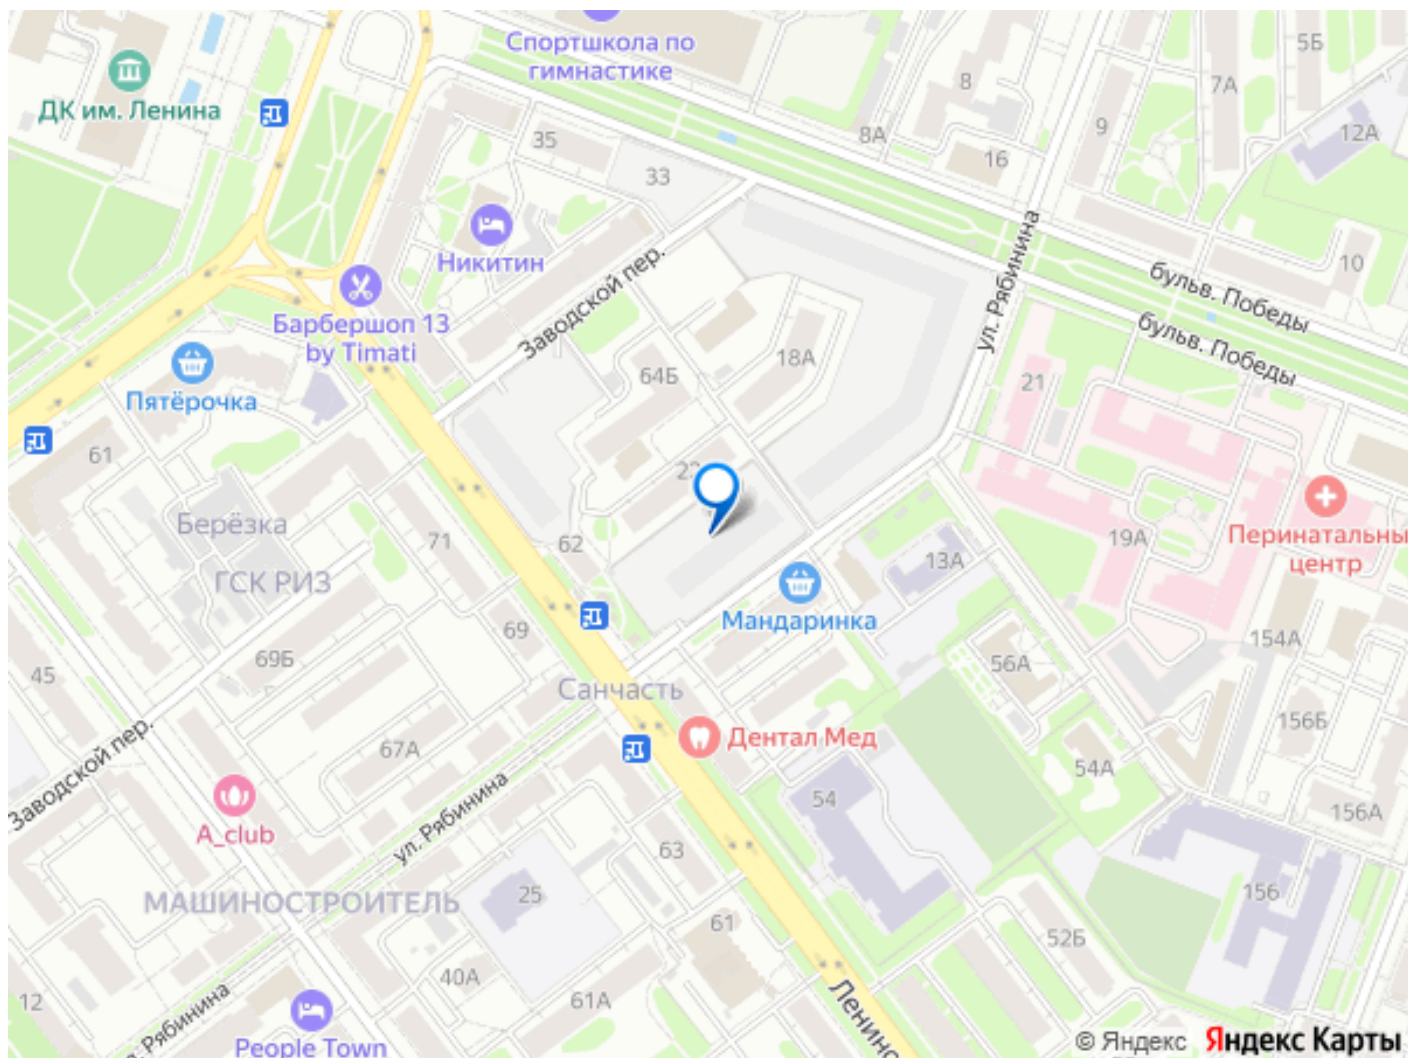 Спортшкола по
гимнастике
5Б
8
7А
ДК им. Ленина
9
12А
35
8А
16
33
Никитин
Заводской пер.
ул. Рябинина
бульв. Победы
10
бульв. Победы
Барбершоп 13
by Timati
18А
64Б
21
Пятёрочка
61
Берёзка
71
62
19А
Перинатальны
центр
13А
ГСК РИЗ
Мандаринка
69
154А
69Б
56А
45
Санчасть
156Б
67А
Дентал Мед
54А
Заводской пер.
54
156А
A_club
ул. Рябинина
63
МАШИНОСТРОИТЕЛЬ
25
156
61
52Б
40А
61А
12
Рябинина
Ленинс
People Town
© Яндекс Яндекс Карты